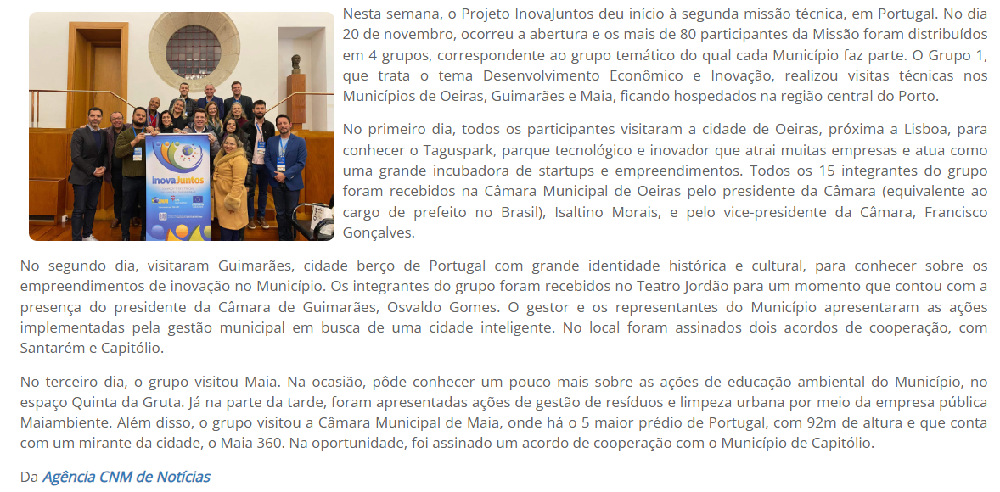 Nesta semana, o Projeto InovaJuntos deu início à segunda missão técnica, em Portugal. No dia
20 de novembro, ocorreu a abertura e os mais de 80 participantes da Missão foram distribuídos
em 4 grupos, correspondente ao grupo temático do qual cada Município faz parte. O Grupo 1,
que trata o tema Desenvolvimento Econômico e Inovação, realizou visitas técnicas nos
Municípios de Oeiras, Guimarães e Maia, ficando hospedados na região central do Porto.
No primeiro dia, todos os participantes visitaram a cidade de Oeiras, próxima a Lisboa, para
conhecer o Taguspark, parque tecnológico e inovador que atrai muitas empresas e atua como
uma grande incubadora de startups e empreendimentos. Todos os 15 integrantes do grupo
foram recebidos na Câmara Municipal de Oeiras pelo presidente da Câmara (equivalente ao
cargo de prefeito no Brasil), Isaltino Morais, e pelo vice-presidente da Câmara, Francisco
Gonçalves.
InovaJuntos
No segundo dia, visitaram Guimarães, cidade berço de Portugal com grande identidade histórica e cultural, para conhecer sobre os
empreendimentos de inovação no Município. Os integrantes do grupo foram recebidos no Teatro Jordão para um momento que contou com a
presença do presidente da Câmara de Guimarães, Osvaldo Gomes. O gestor e os representantes do Município apresentaram as ações
implementadas pela gestão municipal em busca de uma cidade inteligente. No local foram assinados dois acordos de cooperação, com
Santarém e Capitólio.
No terceiro dia, o grupo visitou Maia. Na ocasião, pôde conhecer um pouco mais sobre as ações de educação ambiental do Município, no
espaço Quinta da Gruta. Já na parte da tarde, foram apresentadas ações de gestão de resíduos e limpeza urbana por meio da empresa pública
Maiambiente. Além disso, o grupo visitou a Câmara Municipal de Maia, onde há o 5 maior prédio de Portugal, com 92m de altura e que conta
com um mirante da cidade, o Maia 360. Na oportunidade, foi assinado um acordo de cooperação com o Município de Capitólio.
Da Agência CNM de Notícias